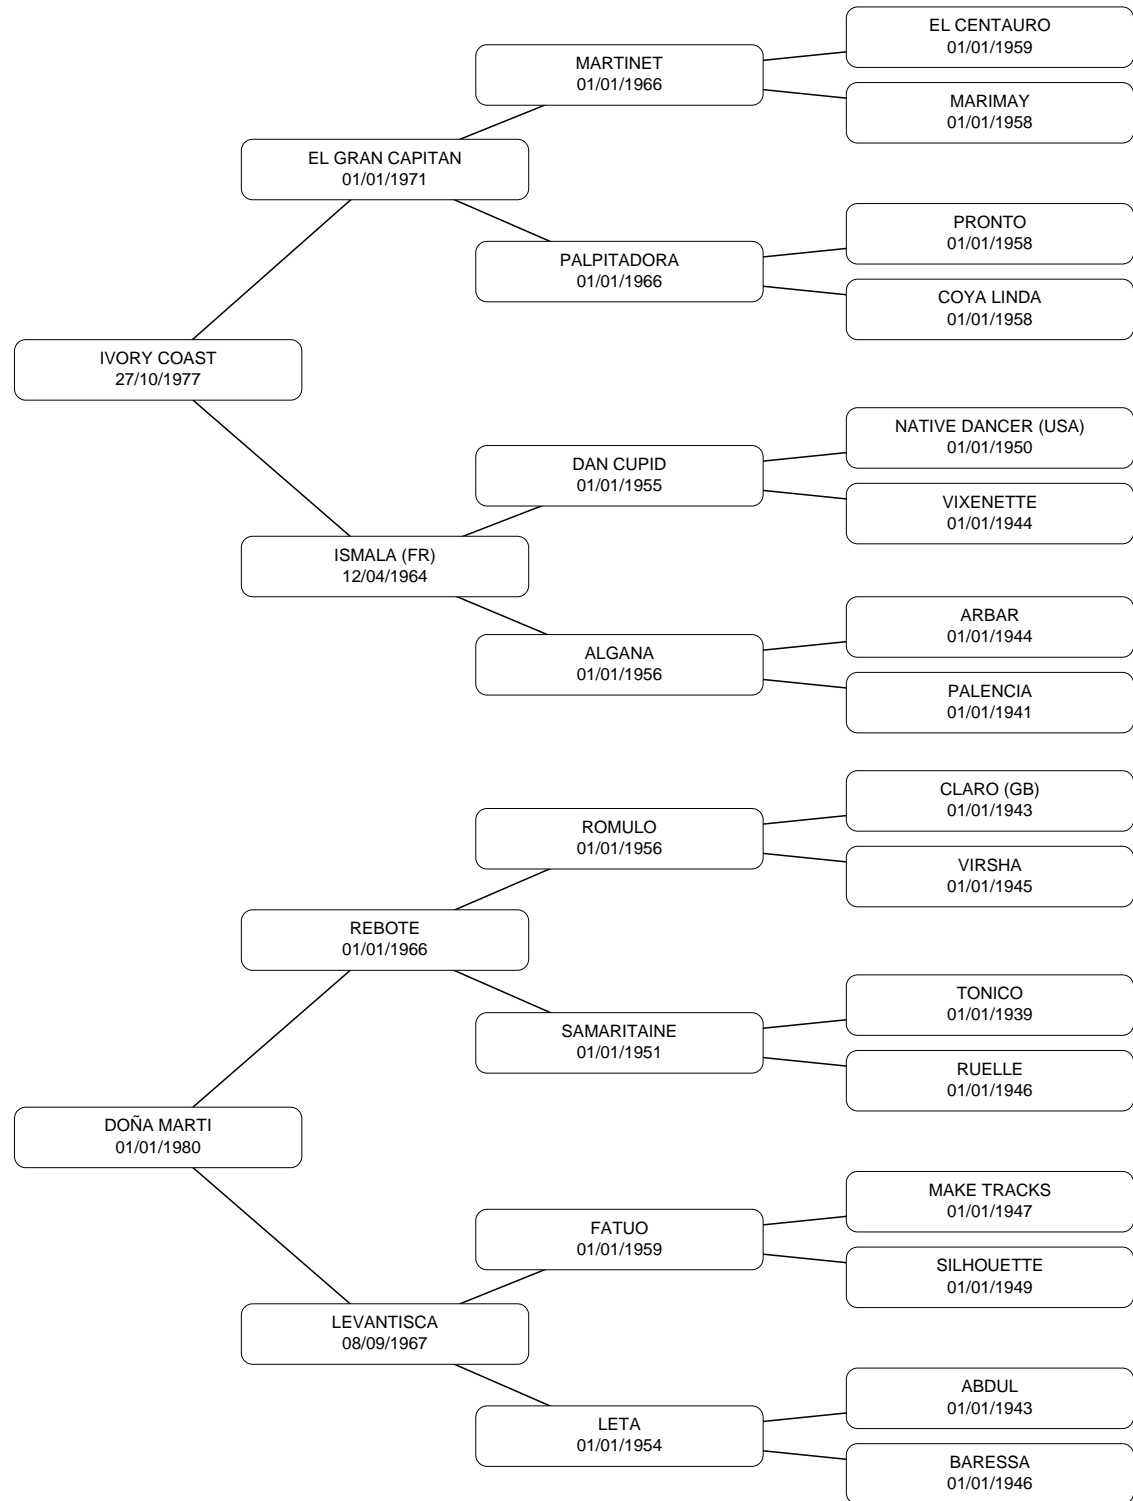 EL CENTAURO
01/01/1959
MARTINET
01/01/1966
MARIMAY
01/01/1958
EL GRAN CAPITAN
01/01/1971
PRONTO
01/01/1958
PALPITADORA
01/01/1966
COYA LINDA
01/01/1958
IVORY COAST
27/10/1977
NATIVE DANCER (USA)
01/01/1950
DAN CUPID
01/01/1955
VIXENETTE
01/01/1944
ISMALA (FR)
12/04/1964
ARBAR
01/01/1944
ALGANA
01/01/1956
PALENCIA
01/01/1941
CLARO (GB)
01/01/1943
ROMULO
01/01/1956
VIRSHA
01/01/1945
REBOTE
01/01/1966
TONICO
01/01/1939
SAMARITAINE
01/01/1951
RUELLE
01/01/1946
DOÑA MARTI
01/01/1980
MAKE TRACKS
01/01/1947
FATUO
01/01/1959
SILHOUETTE
01/01/1949
LEVANTISCA
08/09/1967
ABDUL
01/01/1943
LETA
01/01/1954
BARESSA
01/01/1946